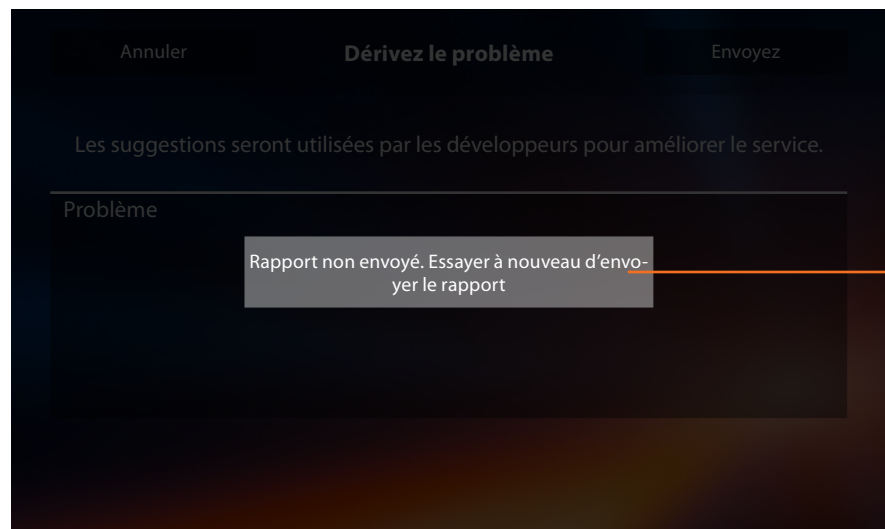 Annuler
Dérivez le problème
Envoyez
Les suggestions seront utilisées par les développeurs pour améliorer le service.
Problème
Rapport non envoyé. Essayer à nouveau d’envo-
yer le rapport